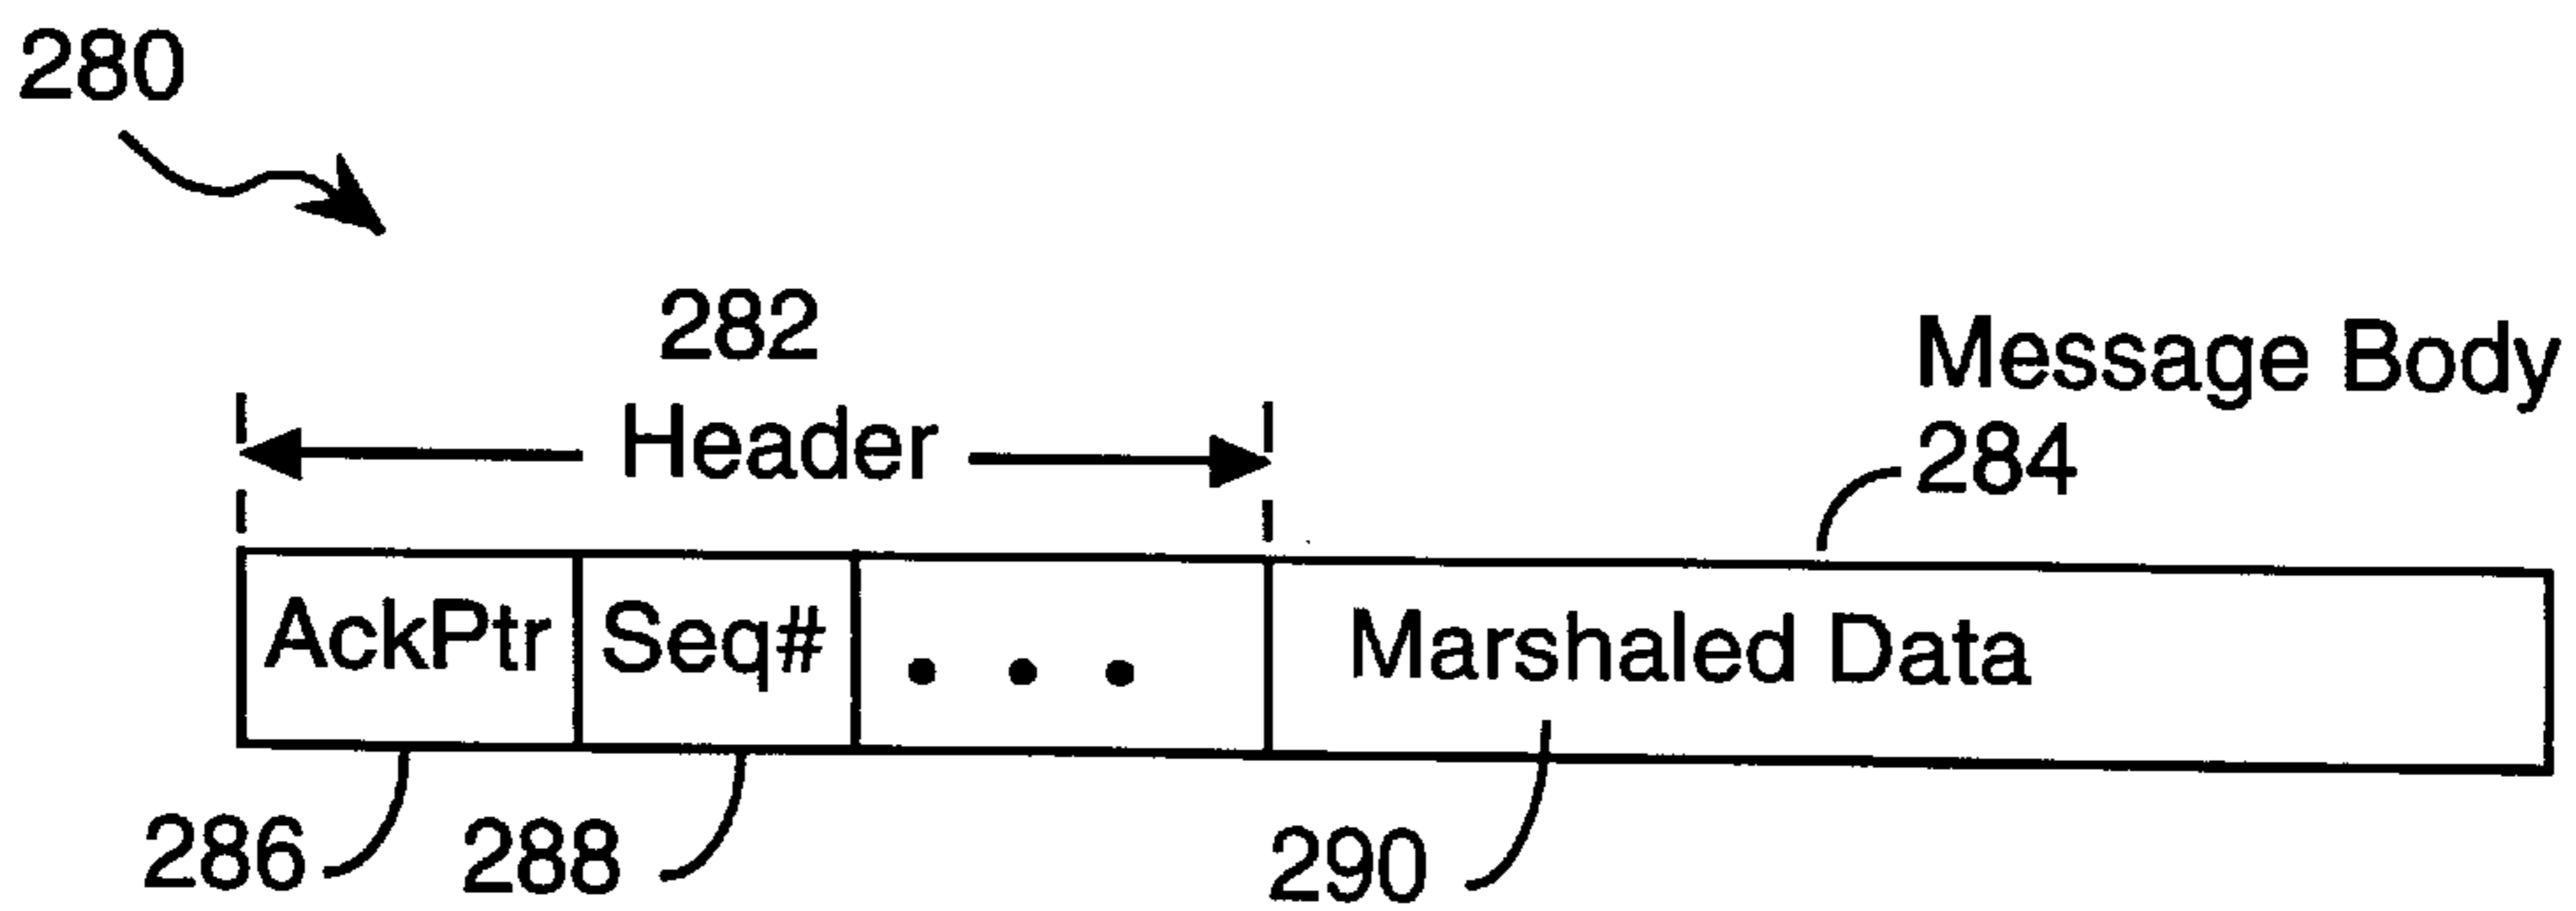 280
282
Header
Message Body
284
AckPtr
Seq#
• • •
Marshaled Data
286
288
290